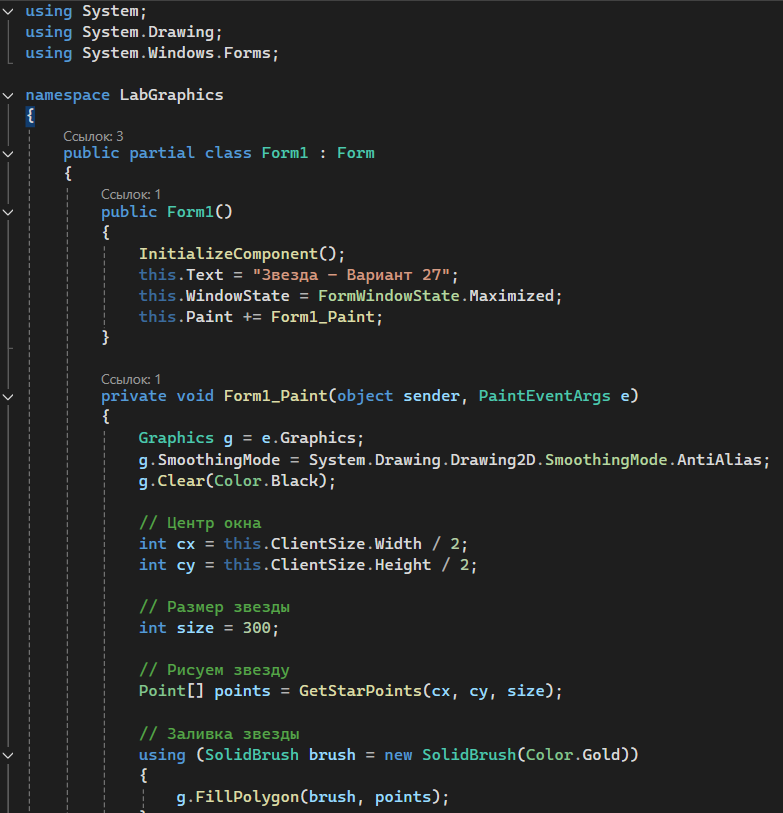 using System;
using System.Drawing;
using System.Windows.Forms;
namespace LabGraphics
{
Ссылок: 3
public partial class Form1 : Form
{
Ссылок: 1
public Form1()
{
InitializeComponent();
this.Text = "Звезда – Вариант 27";
this.WindowState = FormWindowState.Maximized;
this.Paint += Form1_Paint;
}
Ссылок: 1
private void Form1_Paint(object sender, PaintEventArgs e)
{
Graphics g = e.Graphics;
g.SmoothingMode = System.Drawing.Drawing2D.SmoothingMode.AntiAlias;
g.Clear(Color.Black);
// Центр окна
int cx = this.ClientSize.Width / 2;
int cy = this.ClientSize.Height / 2;
// Размер звезды
int size = 300;
// Рисуем звезду
Point[] points = GetStarPoints(cx, cy, size);
// Заливка звезды
using (SolidBrush brush = new SolidBrush(Color.Gold))
{
g.FillPolygon(brush, points);